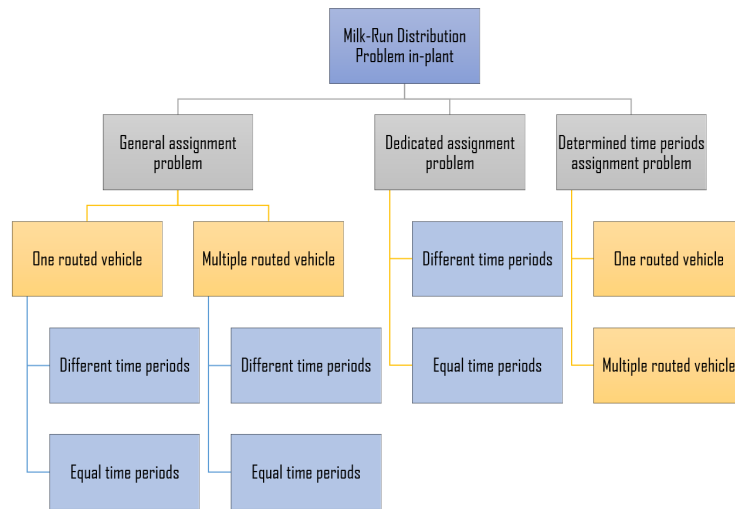 Milk-Run Distribution
Problem in-plant
General assignment
problem
Dedicated assignment
problem
Determined time periods
assignment problem
One routed vehicle
Multiple routed vehicle
Different time periods
One routed vehicle
Different time periods
Different time periods
Equal time periods
Multiple routed vehicle
Equal time periods
Equal time periods